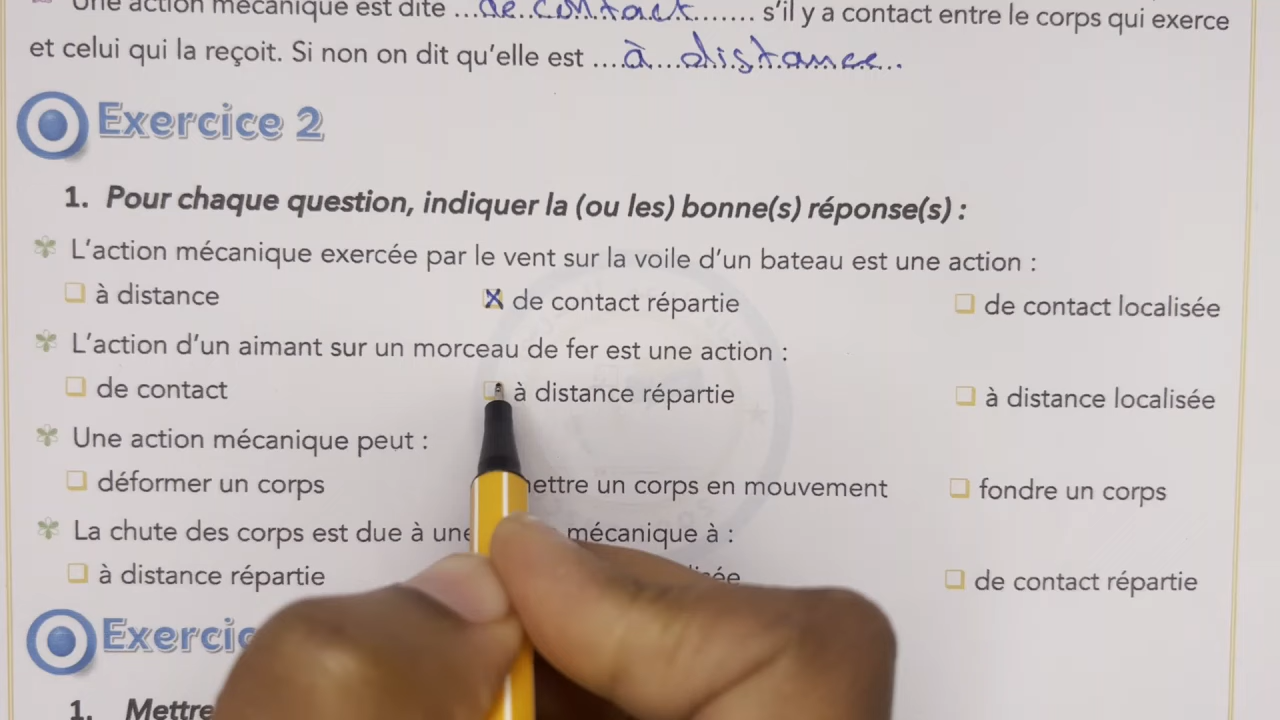 Une action mécanique est dite ...de contact....... s'il y a contact entre le corps qui exerce
et celui qui la reçoit. Si non on dit qu'elle est ....à....distance..
Exercice 2
1. Pour chaque question, indiquer la (ou les) bonne(s) réponse(s) :
L'action mécanique exercée par le vent sur la voile d'un bateau est une action :
à distance X de contact répartie de contact localisée
L'action d'un aimant sur un morceau de fer est une action :
de contact à distance répartie à distance localisée
Une action mécanique peut :
déformer un corps un corps en mouvement fondre un corps
La chute des corps est due à une mécanique à :
à distance répartie de contact répartie
1. Mettre